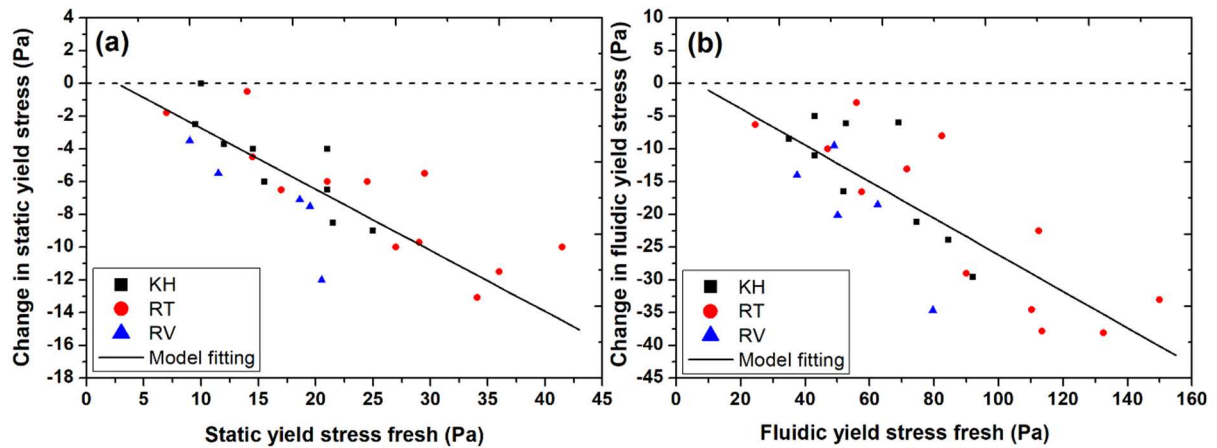 (a)
Change in static yield stress (Pa)
4
2
0
-2
-4
-6
-8
-10
-12
-14
-16
-18
KH
RT
RV
Model fitting
0 5 10 15 20 25 30 35 40 45
Static yield stress fresh (Pa)
(b)
Change in fluidic yield stress (Pa)
10
5
0
-5
-10
-15
-20
-25
-30
-35
-40
-45
KH
RT
RV
Model fitting
0 20 40 60 80 100 120 140 160
Fluidic yield stress fresh (Pa)